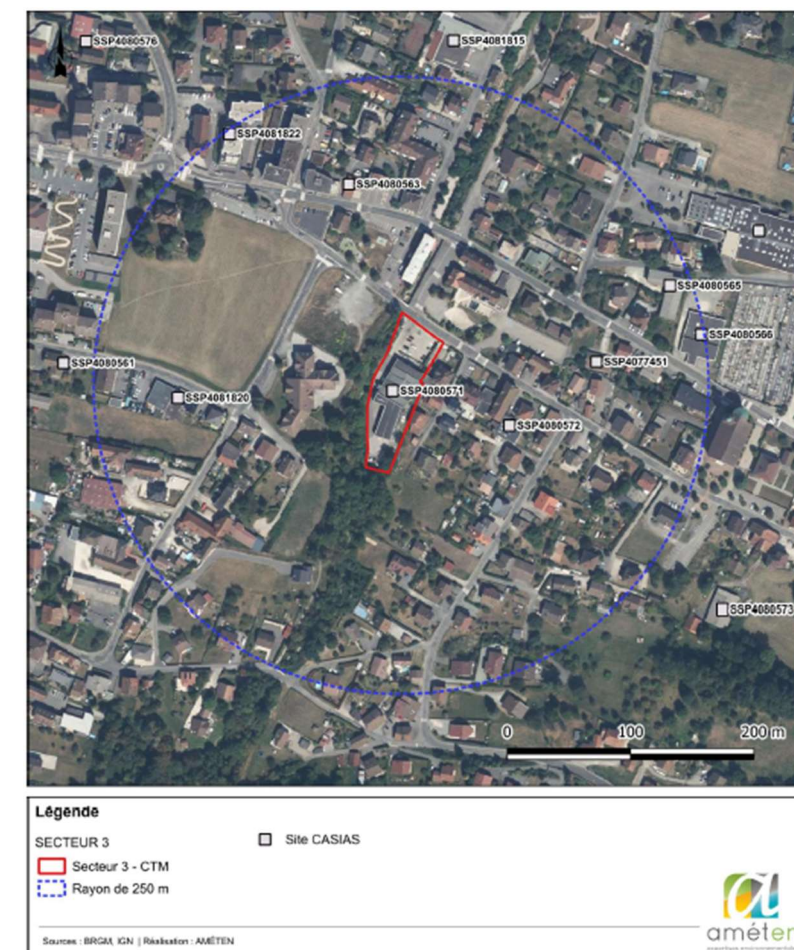 SSP4080576
SSP4081815
SSP4081822
SSP4080563
SSP4080565
SSP4080566
SSP4080561
SSP4077451
SSP4080571
SSP4081820
SSP4080572
SSP4080573
0 100 200 m
Légende
SECTEUR 3
Site CASIAS
Secteur 3 - CTM
Rayon de 250 m
améten
Sources : BRGM, IGN | Réalisation : AMÉTEN